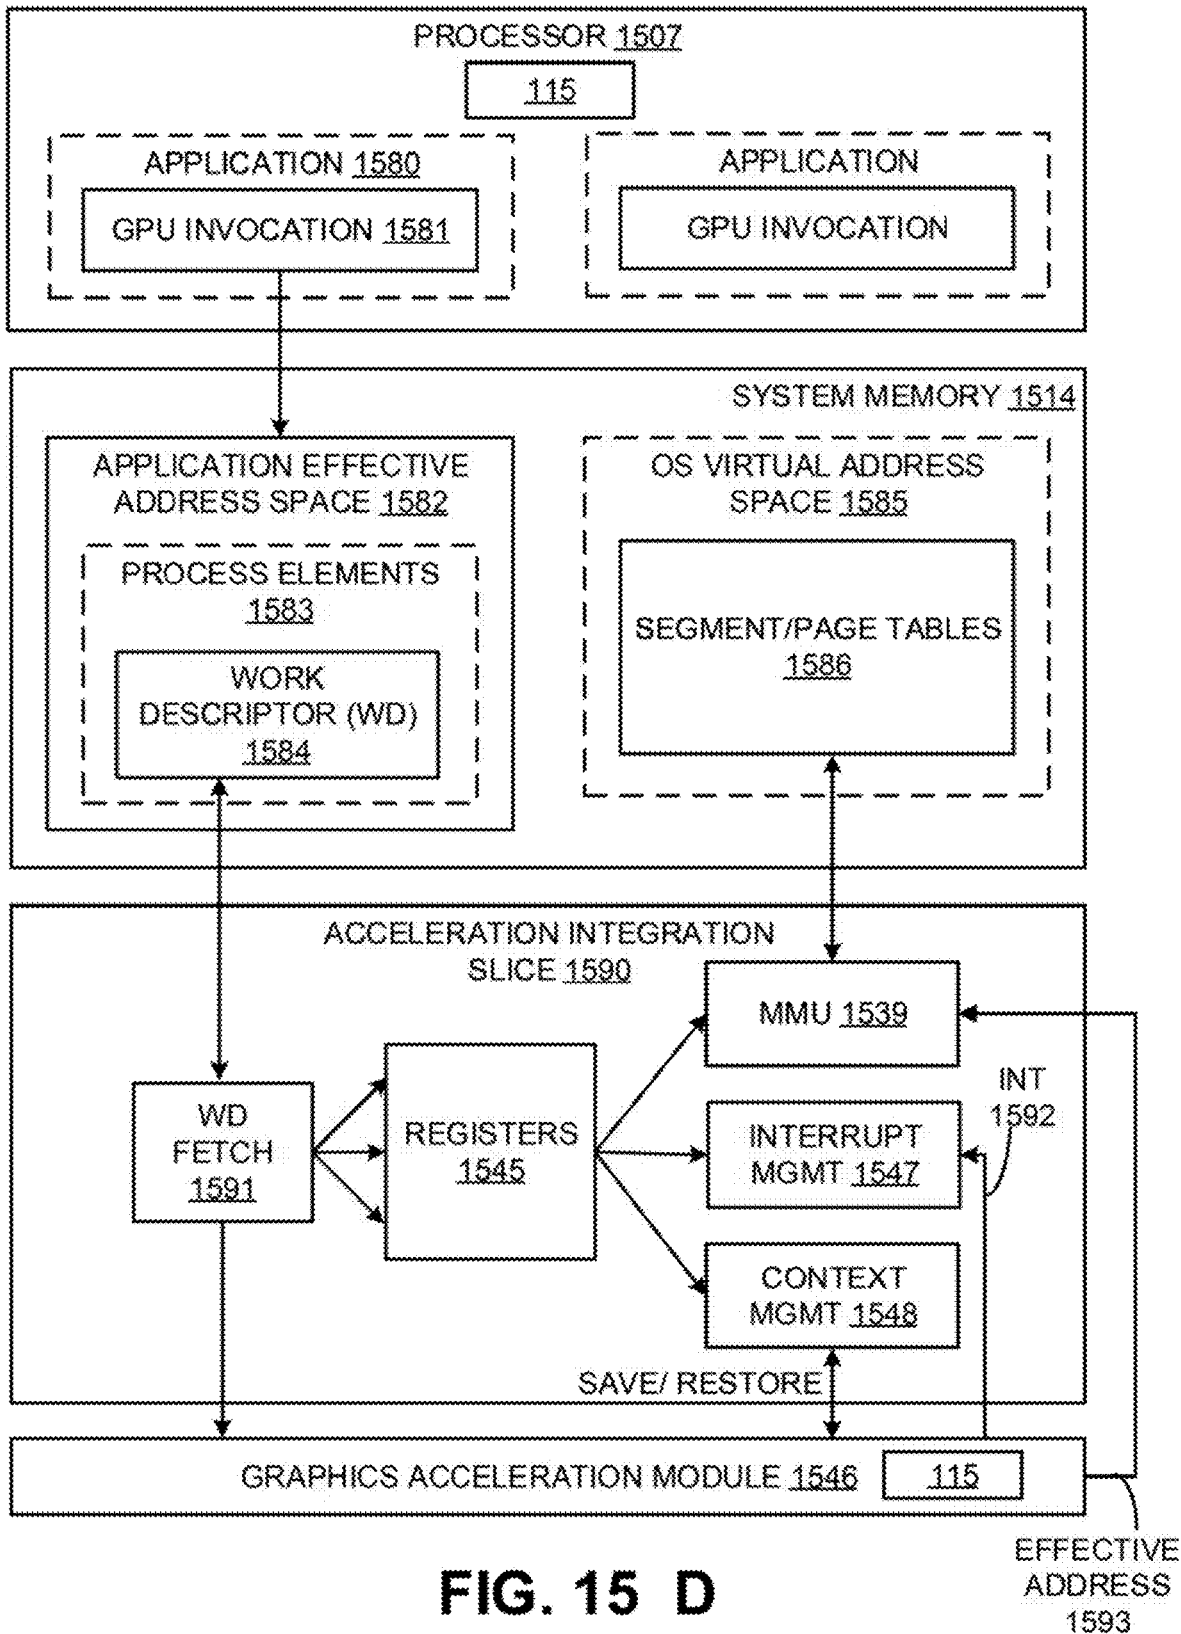 PROCESSOR 1507
115
APPLICATION 1580
GPU INVOCATION 1581
APPLICATION
GPU INVOCATION
SYSTEM MEMORY 1514
APPLICATION EFFECTIVE
ADDRESS SPACE 1582
PROCESS ELEMENTS
1583
WORK
DESCRIPTOR (WD)
1584
OS VIRTUAL ADDRESS
SPACE 1585
SEGMENT/PAGE TABLES
1586
ACCELERATION INTEGRATION
SLICE 1590
WD
FETCH
1591
REGISTERS
1545
MMU 1539
INTERRUPT
MGMT 1547
CONTEXT
MGMT 1548
INT
1592
SAVE/ RESTORE
GRAPHICS ACCELERATION MODULE 1546
115
EFFECTIVE
ADDRESS
1593
FIG. 15 D